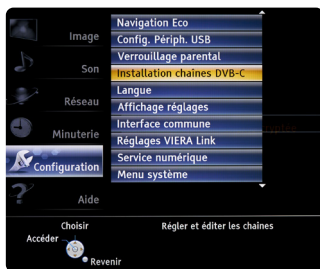 Image
Son
Réseau
Minuterie
Configuration
Aide
Navigation Eco
Config. Périph. USB
Verrouillage parental
Installation chaînes DVB-C
Langue
Affichage réglages
Interface commune
Réglages VIERA Link
Service numérique
Menu système
Choisir
Accéder
Revenir
Régler et éditer les chaines